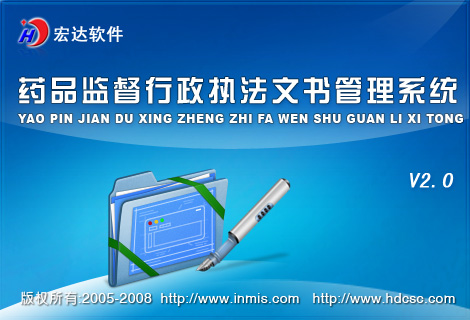 宏达软件
药品监督行政执法文书管理系统
YAO PIN JIAN DU XING ZHENG ZHI FA WEN SHU GUAN LI XI TONG
V2.0
版权所有:2005-2008 http://www.inmis.com http://www.hdcsc.com